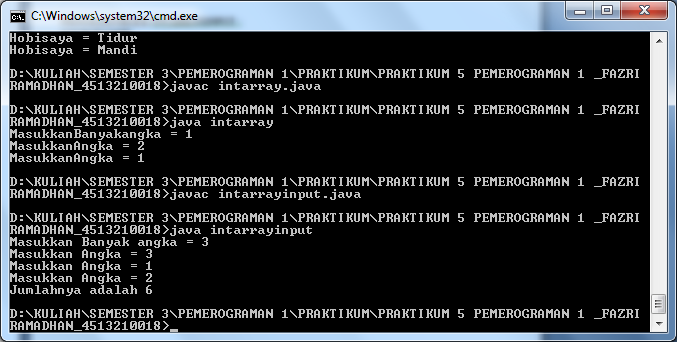 C:\Windows\system32\cmd.exe
Hobisaya = Tidur
Hobisaya = Mandi
D:\KULIAH\SEMESTER 3\PEMEROGRAMAN 1\PRAKTIKUM\PRAKTIKUM 5 PEMEROGRAMAN 1 _FAZRI
RAMADHAN_4513210018>javac intarray.java
D:\KULIAH\SEMESTER 3\PEMEROGRAMAN 1\PRAKTIKUM\PRAKTIKUM 5 PEMEROGRAMAN 1 _FAZRI
RAMADHAN_4513210018>java intarray
MasukkanBanyakangka = 1
MasukkanAngka = 2
MasukkanAngka = 1
D:\KULIAH\SEMESTER 3\PEMEROGRAMAN 1\PRAKTIKUM\PRAKTIKUM 5 PEMEROGRAMAN 1 _FAZRI
RAMADHAN_4513210018>javac intarrayinput.java
D:\KULIAH\SEMESTER 3\PEMEROGRAMAN 1\PRAKTIKUM\PRAKTIKUM 5 PEMEROGRAMAN 1 _FAZRI
RAMADHAN_4513210018>java intarrayinput
Masukkan Banyak angka = 3
Masukkan Angka = 3
Masukkan Angka = 1
Masukkan Angka = 2
Jumlahnya adalah 6
D:\KULIAH\SEMESTER 3\PEMEROGRAMAN 1\PRAKTIKUM\PRAKTIKUM 5 PEMEROGRAMAN 1 _FAZRI
RAMADHAN_4513210018>_